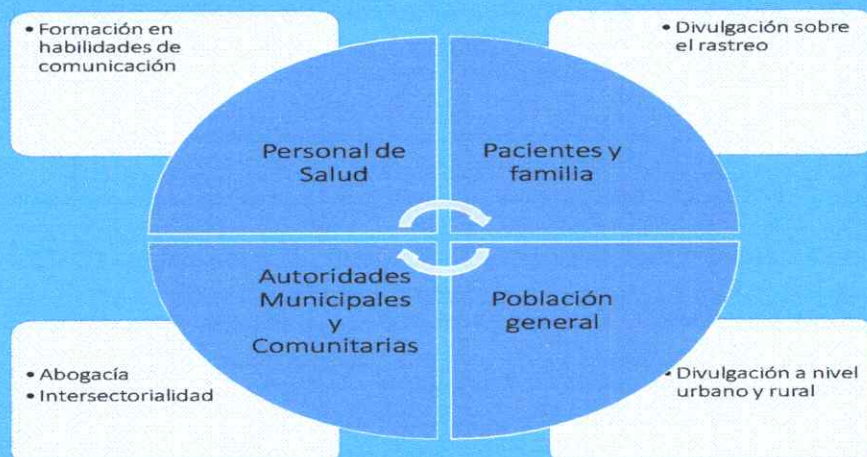 • Formación en
habilidades de
comunicación
• Divulgación sobre
el rastreo
Personal de
Salud
Pacientes y
familia
Autoridades
Municipales
y
Comunitarias
Población
general
• Abogacía
• Intersectorialidad
• Divulgación a nivel
urbano y rural